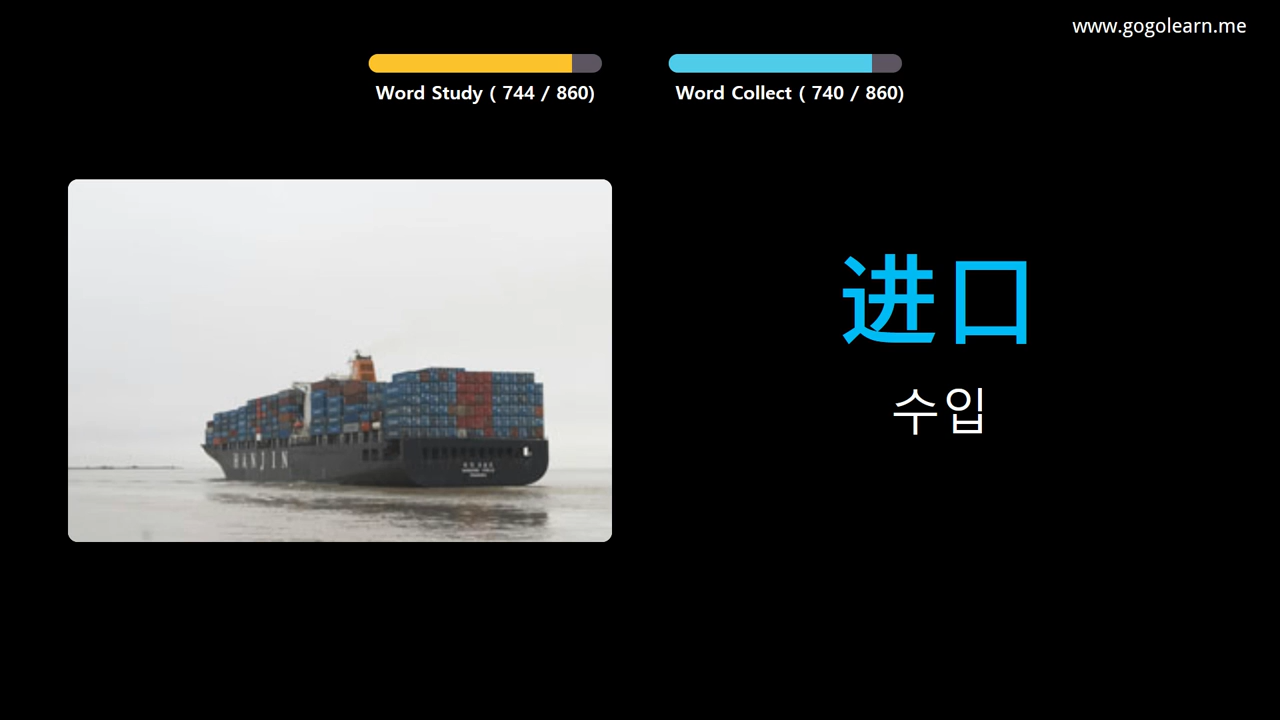 www.gogolearn.me
Word Study ( 744 / 860)
Word Collect ( 740 / 860)
进口
수입
HANJIN